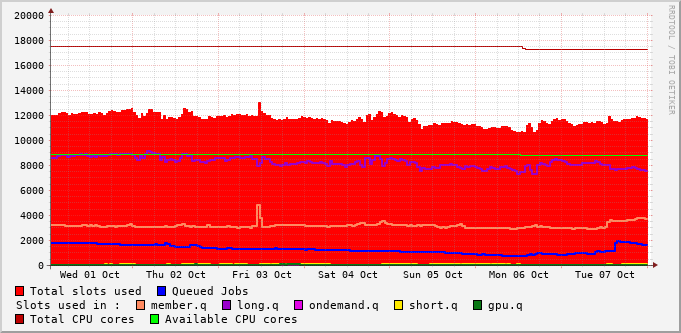 20000
18000
16000
14000
12000
10000
8000
6000
4000
2000
0
Wed 01 Oct Thu 02 Oct Fri 03 Oct Sat 04 Oct Sun 05 Oct Mon 06 Oct Tue 07 Oct
Total slots used Queued Jobs
Slots used in : member.q long.q ondemand.q short.q gpu.q
Total CPU cores Available CPU cores
RRDTOOL / TOBI OETIKER